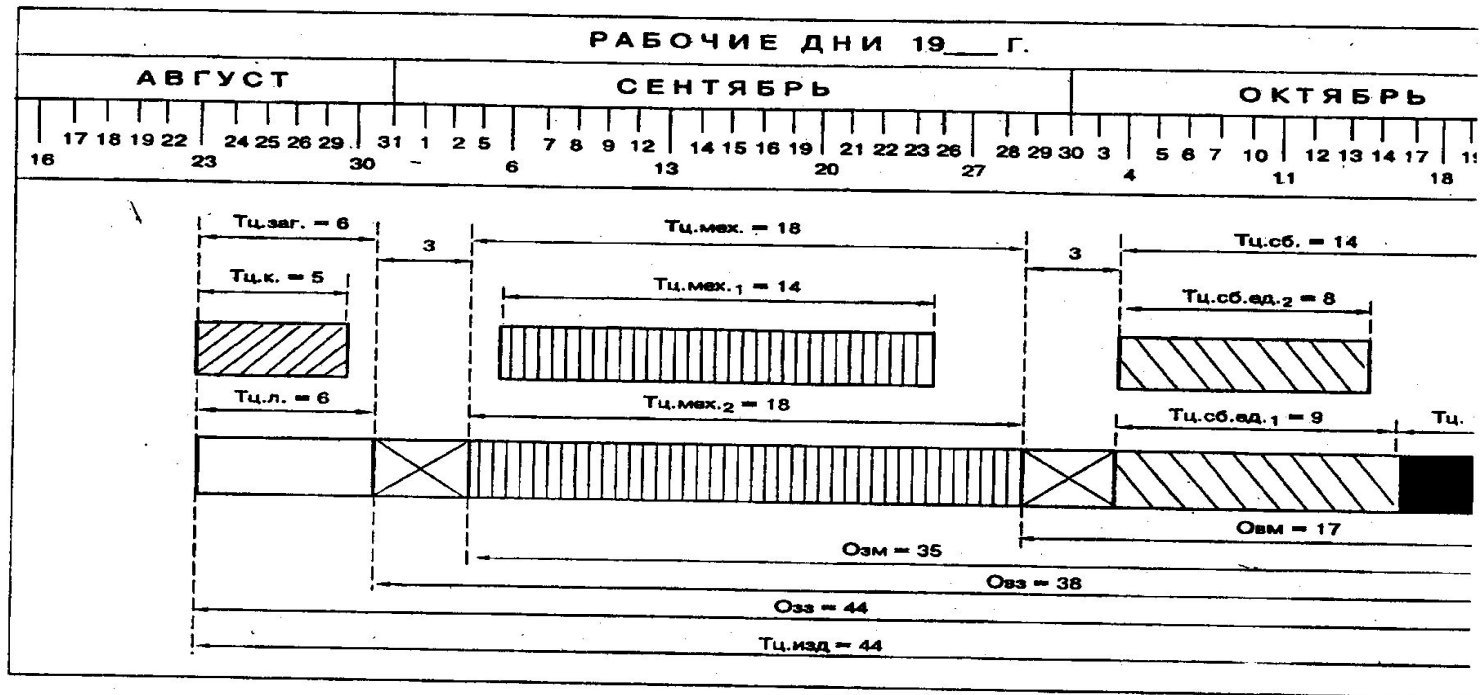 РАБОЧИЕ ДНИ 19___ Г.
АВГУСТ СЕНТЯБРЬ ОКТЯБРЬ
17 18 19 22 24 25 26 29 31 1 2 5 7 8 9 12 14 15 16 19 21 22 23 26 28 29 30 3 5 6 7 10 12 13 14 17
16 23 30 6 13 20 27 4 11 18
Тц.заг. = 6 3 Тц.мех. = 18 3 Тц.сб. = 14
Тц.к. = 5 Тц.мех.₁ = 14 Тц.сб.ед.₂ = 8
Тц.л. = 6 Тц.мех.₂ = 18 Тц.сб.ед.₁ = 9 Тц.
Овм = 17
Озм = 35
Овз = 38
Озз = 44
Тц.изд = 44